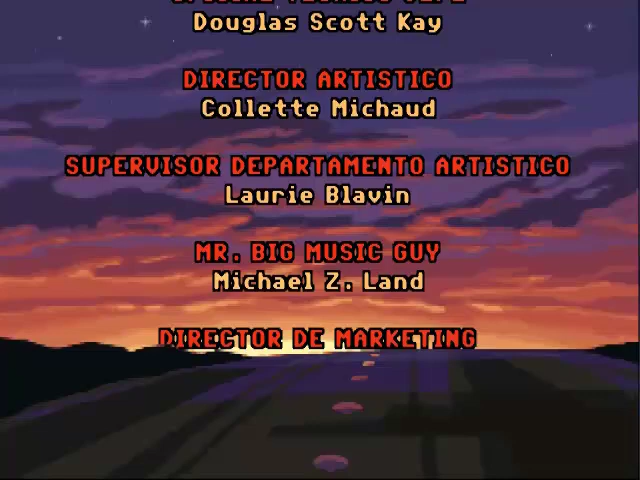 Douglas Scott Kay
DIRECTOR ARTISTICO
Collette Michaud
SUPERVISOR DEPARTAMENTO ARTISTICO
Laurie Blavin
MR. BIG MUSIC GUY
Michael Z. Land
DIRECTOR DE MARKETING